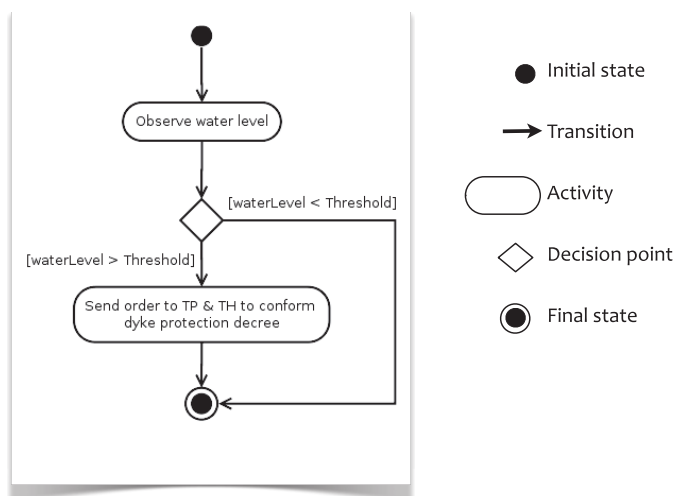 Observe water level
[waterLevel < Threshold]
[waterLevel > Threshold]
Send order to TP & TH to conform
dyke protection decree
Initial state
Transition
Activity
Decision point
Final state